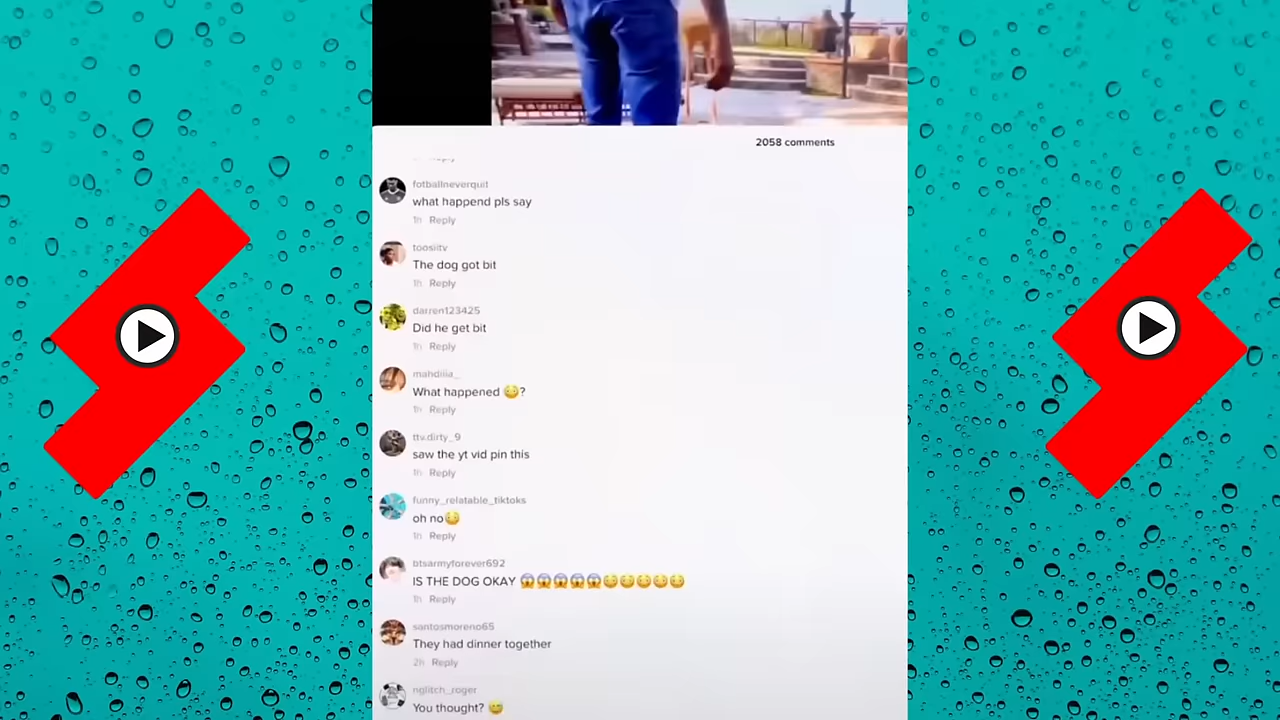 2058 comments
Reply
fotballneverquit
what happend pls say
1h Reply
toosiitv
The dog got bit
1h Reply
darren123425
Did he get bit
1h Reply
mahdiiia_
What happened 😳?
1h Reply
ttv.dirty_9
saw the yt vid pin this
1h Reply
funny_relatable_tiktoks
oh no😳
1h Reply
btsarmyforever692
IS THE DOG OKAY 😱😱😱😱😱😳😳😳😳😳
1h Reply
santosmoreno65
They had dinner together
2h Reply
nglitch_roger
You thought? 😅